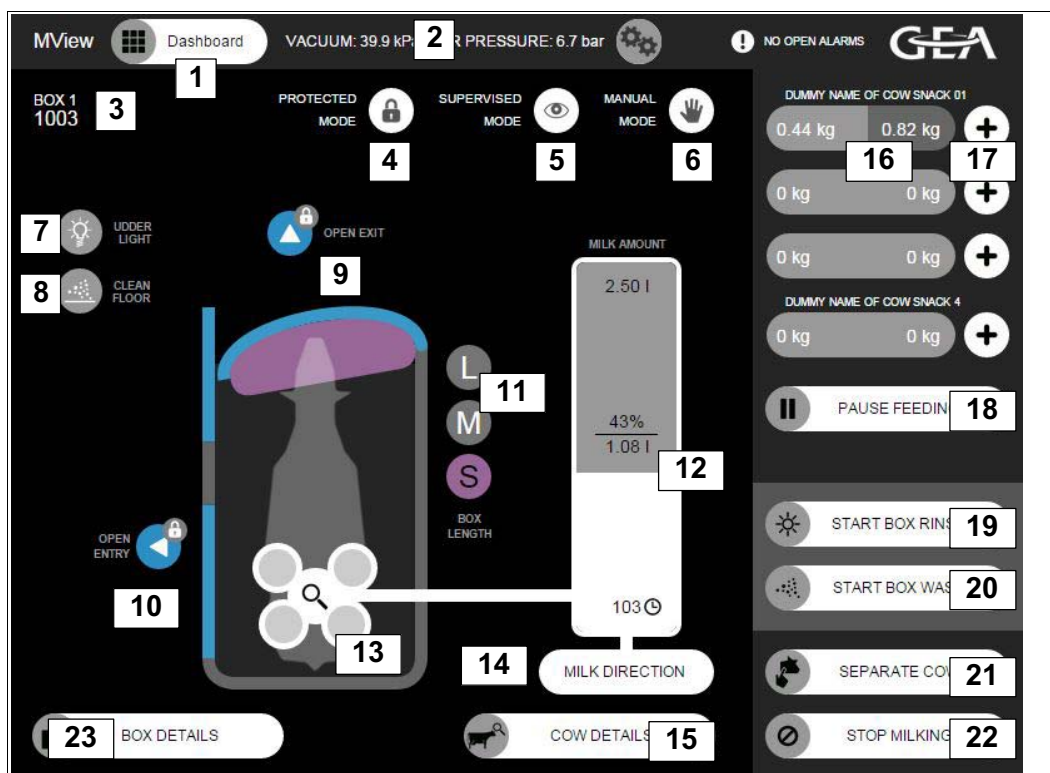 MView
Dashboard
VACUUM: 39.9 kP
2
R PRESSURE: 6.7 bar
NO OPEN ALARMS
GEA
1
BOX 1
1003
3
PROTECTED
MODE
4
SUPERVISED
MODE
5
MANUAL
MODE
6
DUMMY NAME OF COW SNACK 01
0.44 kg 0.82 kg
16
17
0 kg 0 kg
0 kg 0 kg
DUMMY NAME OF COW SNACK 4
0 kg 0 kg
7
UDDER
LIGHT
8
CLEAN
FLOOR
OPEN EXIT
9
MILK AMOUNT
2.50 l
43%
1.08 l
12
103
L
M
S
11
BOX
LENGTH
OPEN
ENTRY
10
13
14
MILK DIRECTION
PAUSE FEEDIN
18
START BOX RINS
19
START BOX WAS
20
SEPARATE CO
21
STOP MILKING
22
23
BOX DETAILS
COW DETAILS
15